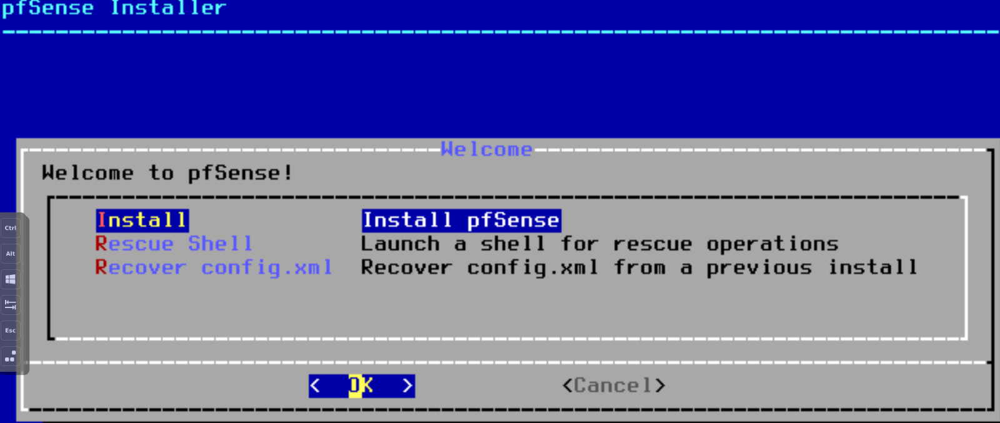 pfSense Installer
Welcome
Welcome to pfSense!
Install Install pfSense
Rescue Shell Launch a shell for rescue operations
Recover config.xml Recover config.xml from a previous install
Ctrl
Alt
Esc
< OK > <Cancel>